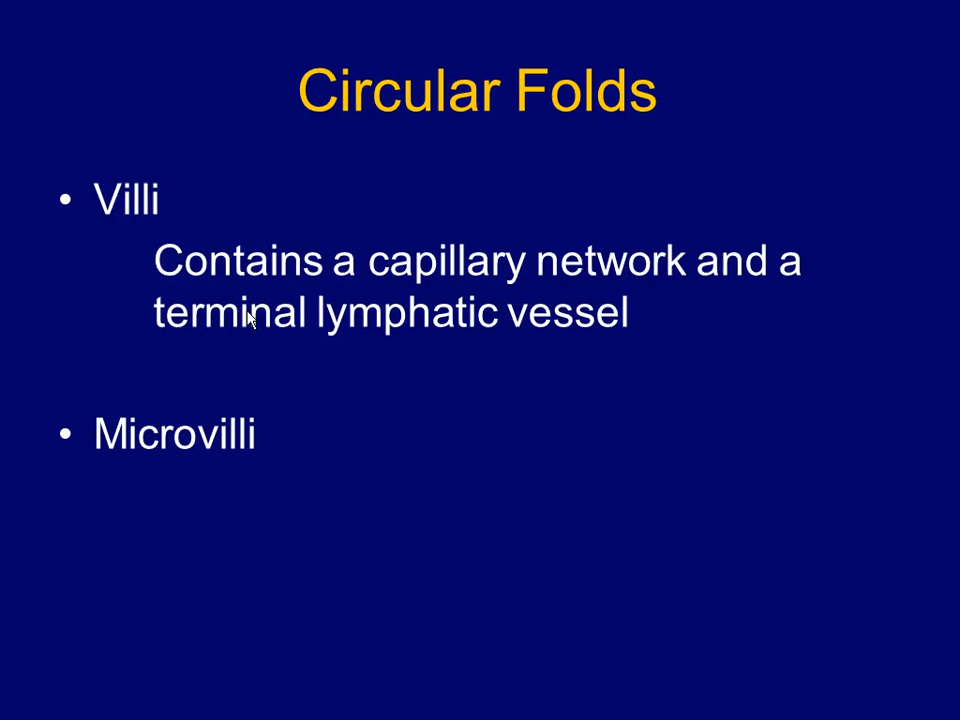 Circular Folds
• Villi
Contains a capillary network and a
terminal lymphatic vessel
• Microvilli